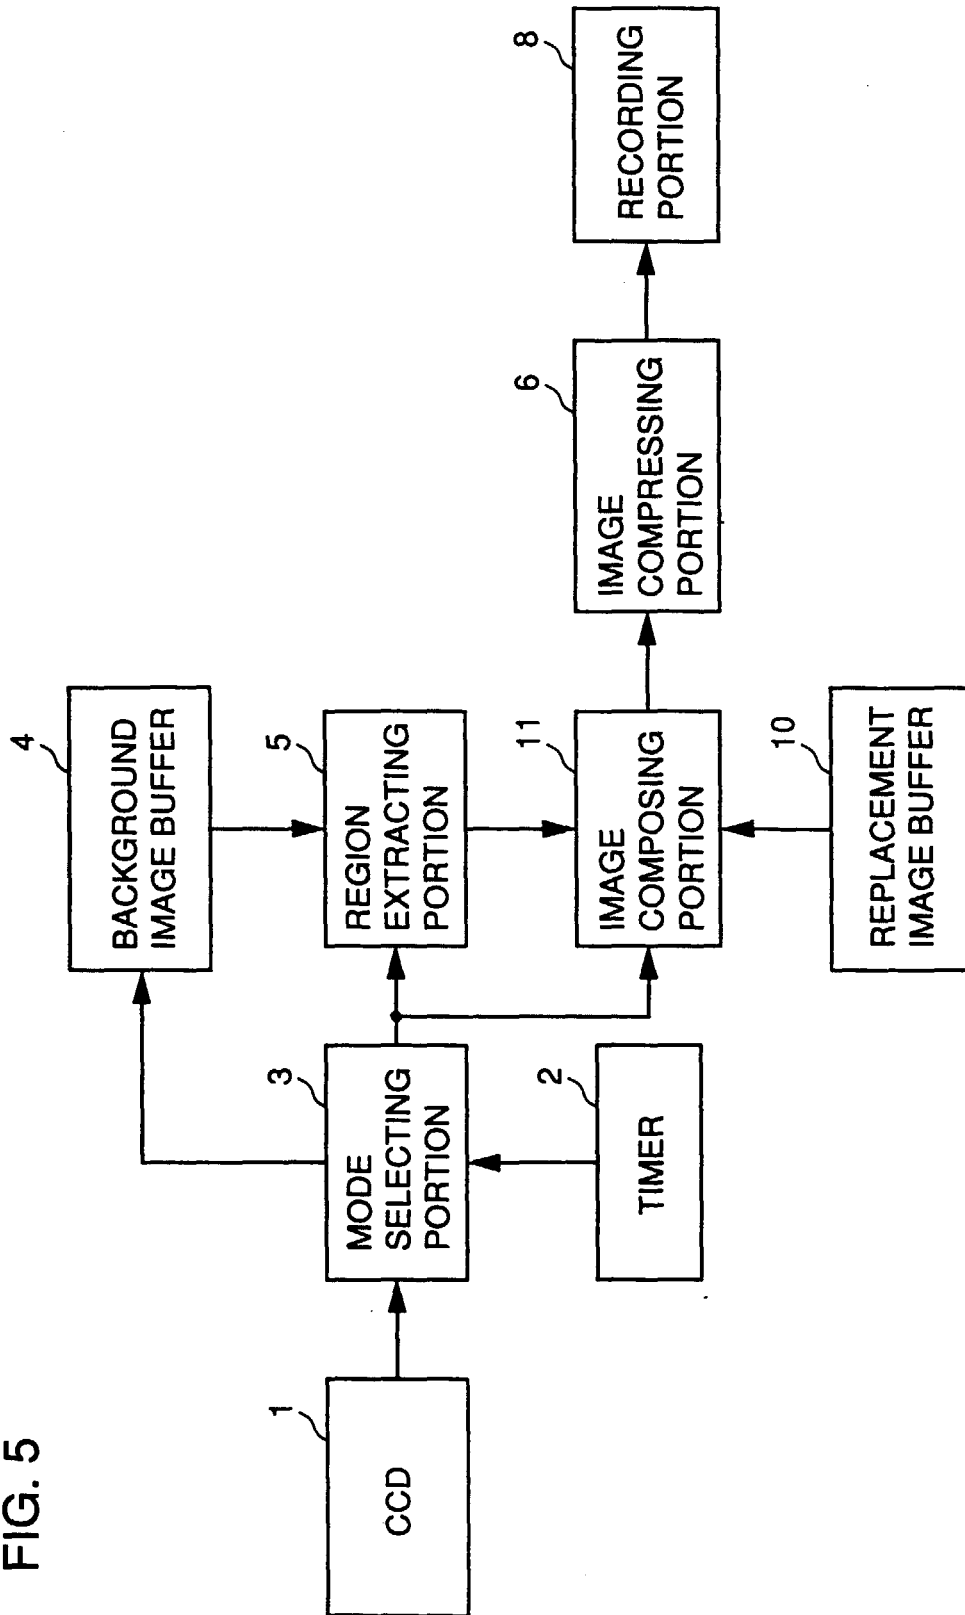 FIG. 5
1
CCD
3
MODE
SELECTING
PORTION
2
TIMER
4
BACKGROUND
IMAGE BUFFER
5
REGION
EXTRACTING
PORTION
11
IMAGE
COMPOSING
PORTION
10
REPLACEMENT
IMAGE BUFFER
6
IMAGE
COMPRESSING
PORTION
8
RECORDING
PORTION